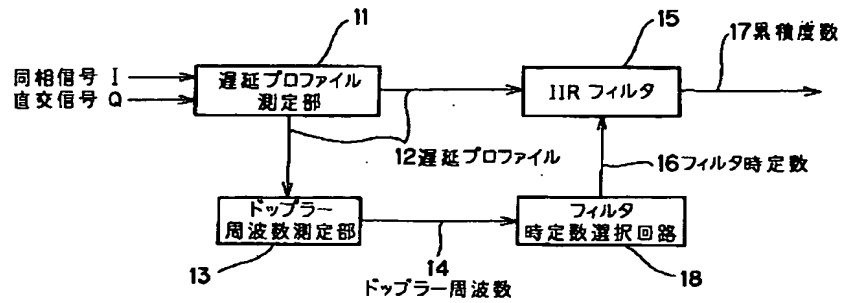 11
15
17累積度数
同相信号 I
直交信号 Q
遅延プロファイル
測定部
IIR フィルタ
12遅延プロファイル
16フィルタ時定数
ドップラー
周波数測定部
フィルタ
時定数選択回路
13
14
ドップラー周波数
18